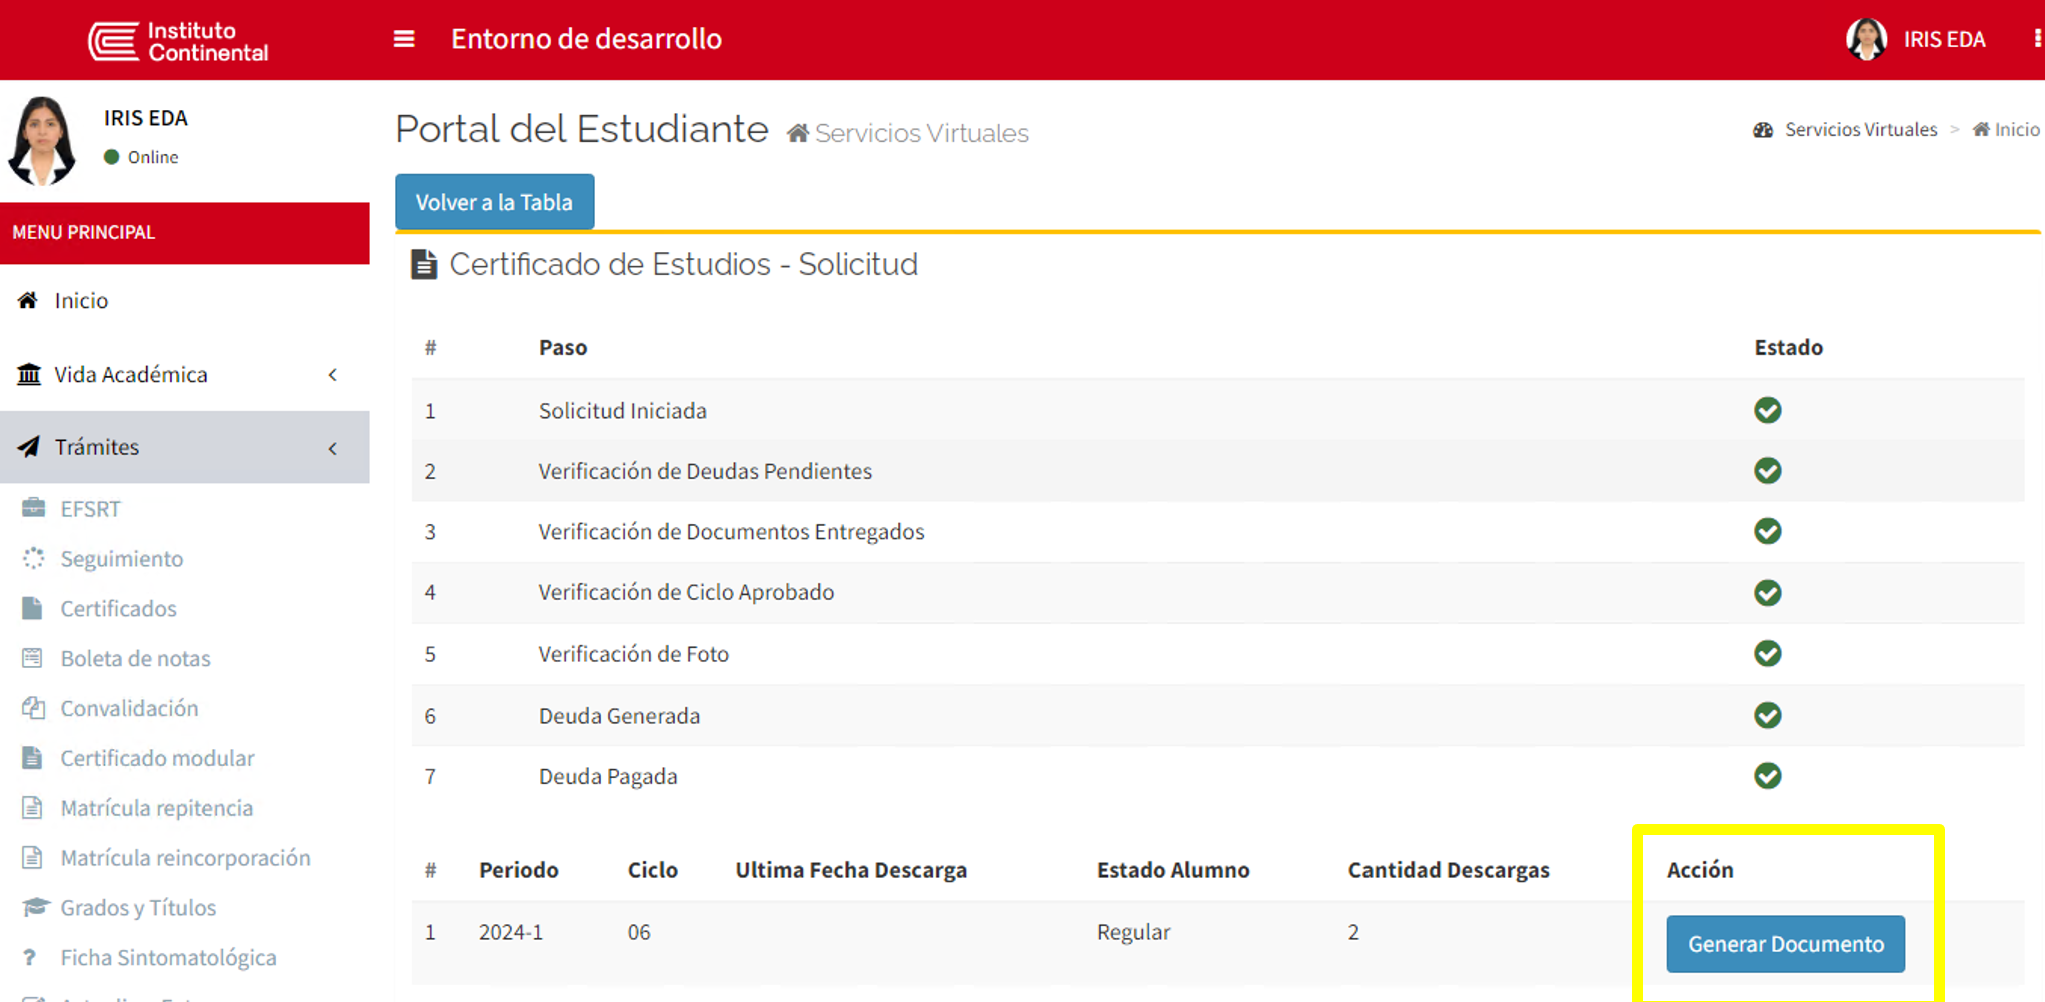 Instituto
Continental
Entorno de desarrollo
IRIS EDA
IRIS EDA
Online
Portal del Estudiante Servicios Virtuales
Servicios Virtuales > Inicio
Volver a la Tabla
MENU PRINCIPAL
Inicio
Vida Académica
Trámites
EFSRT
Seguimiento
Certificados
Boleta de notas
Convalidación
Certificado modular
Matrícula repitencia
Matrícula reincorporación
Grados y Títulos
? Ficha Sintomatológica
Certificado de Estudios - Solicitud
# Paso Estado
1 Solicitud Iniciada
2 Verificación de Deudas Pendientes
3 Verificación de Documentos Entregados
4 Verificación de Ciclo Aprobado
5 Verificación de Foto
6 Deuda Generada
7 Deuda Pagada
# Periodo Ciclo Ultima Fecha Descarga Estado Alumno Cantidad Descargas Acción
1 2024-1 06 Regular 2 Generar Documento